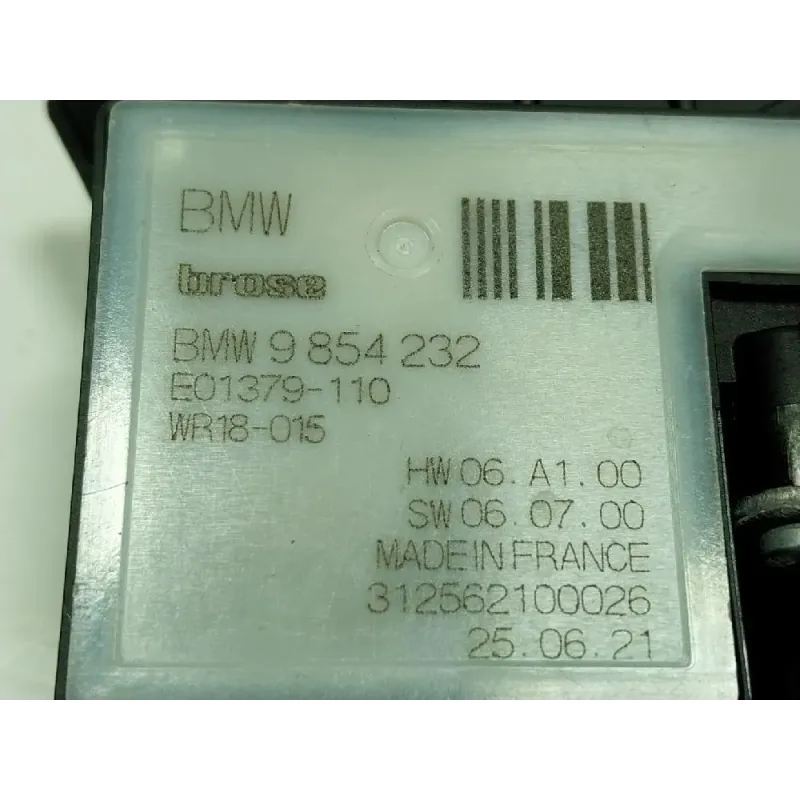 BMW
brose
BMW 9 854 232
E01379-110
WR18-015
HW 06. A1. 00
SW 06. 07. 00
MADE IN FRANCE
312562100026
25. 06. 21